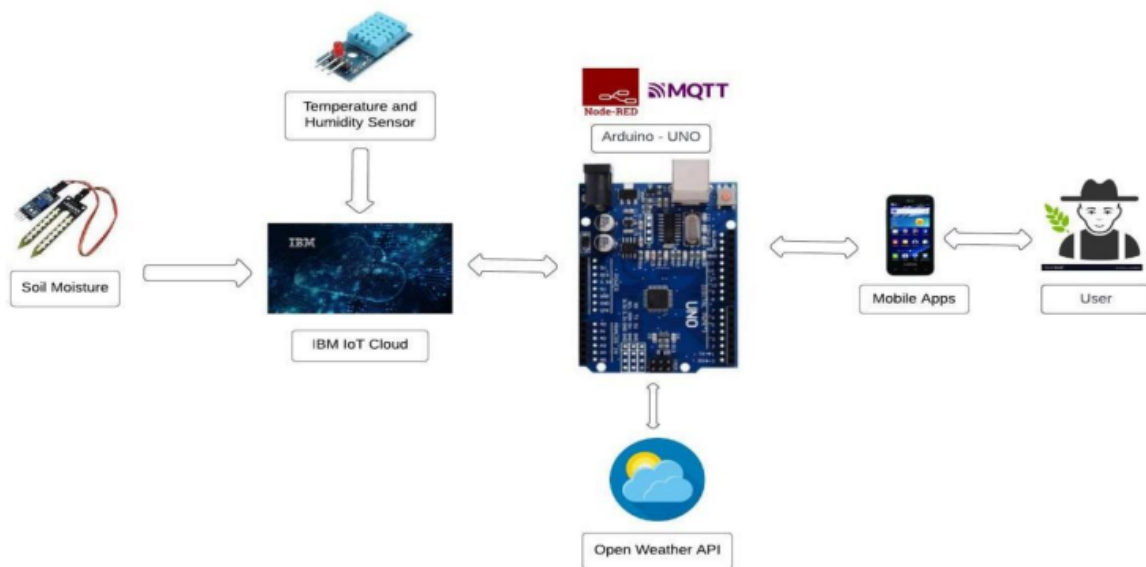 Temperature and
Humidity Sensor
Node-RED
MQTT
Arduino - UNO
Soil Moisture
IBM
IBM IoT Cloud
UNO
Mobile Apps
User
Open Weather API